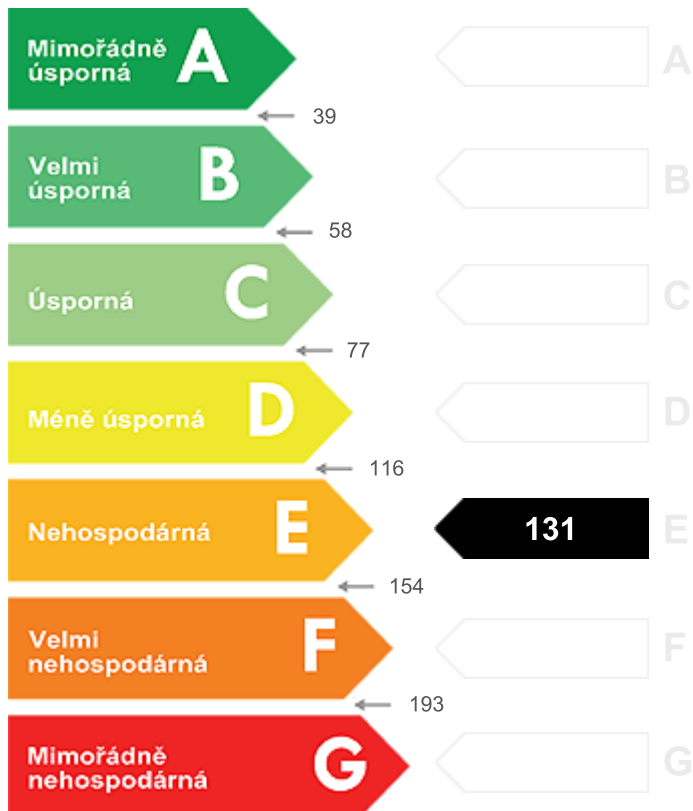 Mimořádně
úsporná
A
A
39
Velmi
úsporná
B
B
58
Úsporná
C
C
77
Méně úsporná
D
D
116
Nehospodárná
E
131
E
154
Velmi
nehospodárná
F
F
193
Mimořádně
nehospodárná
G
G